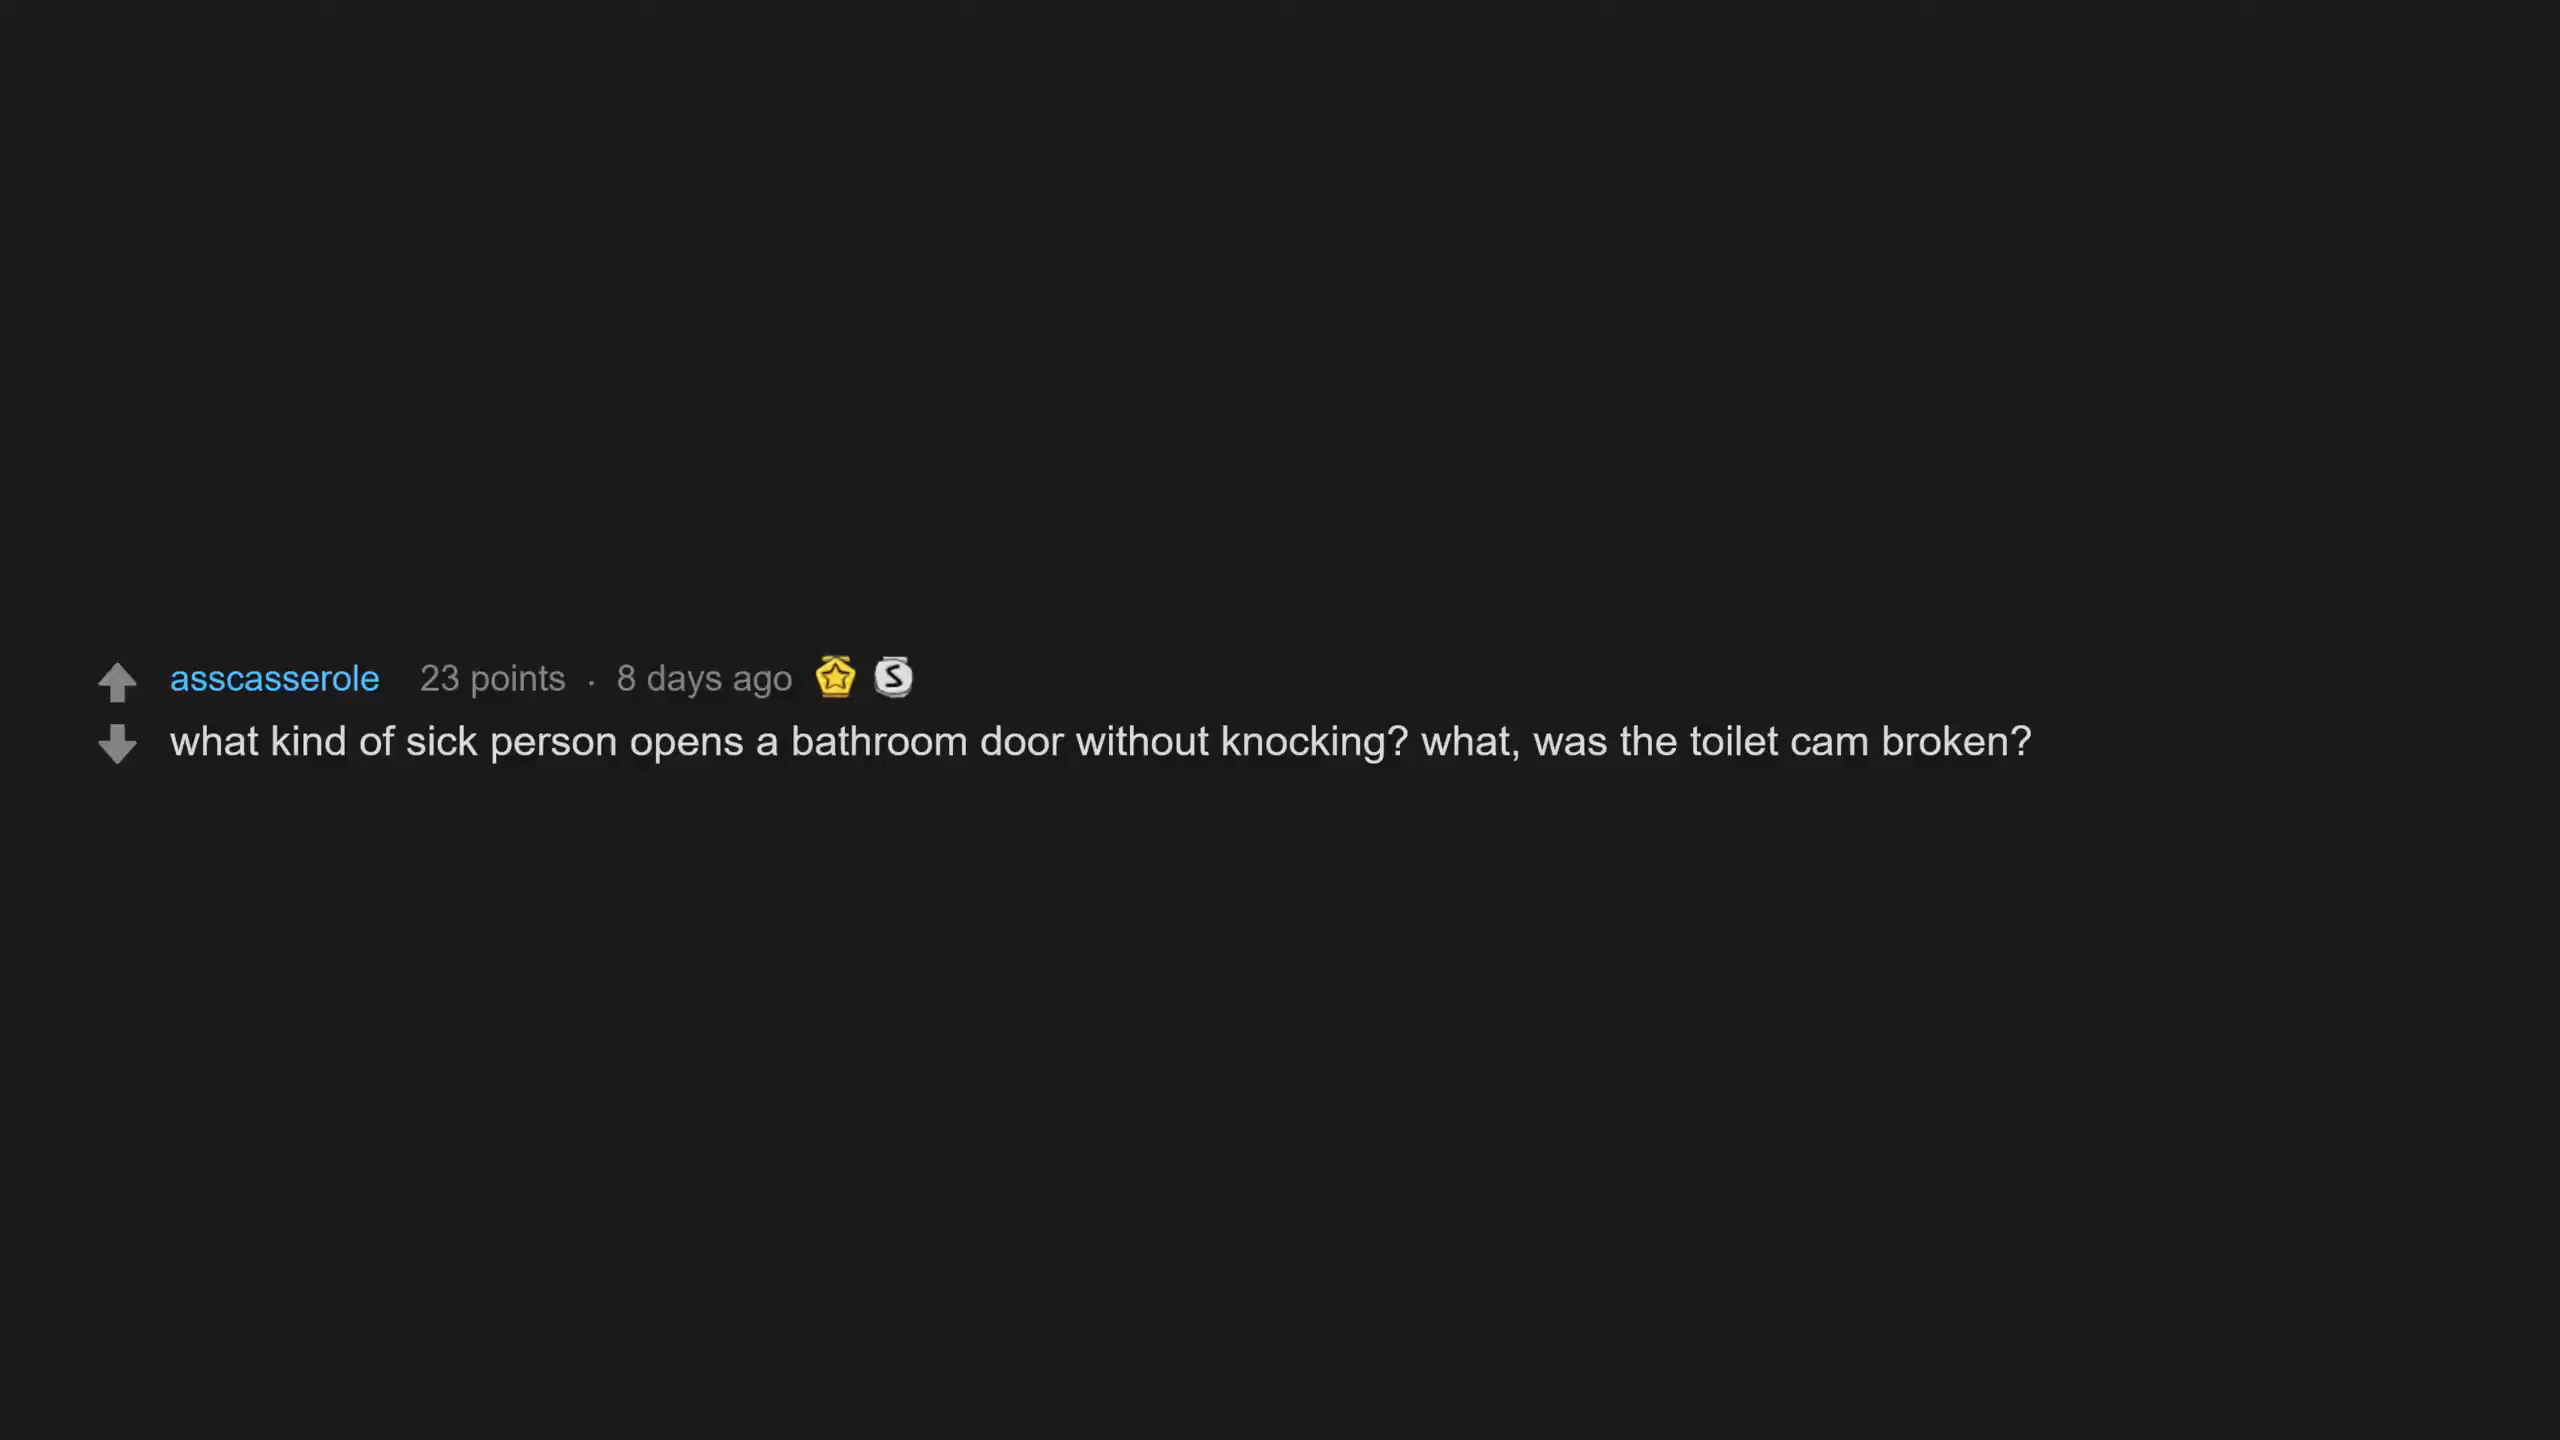 asscasserole 23 points · 8 days ago
what kind of sick person opens a bathroom door without knocking? what, was the toilet cam broken?